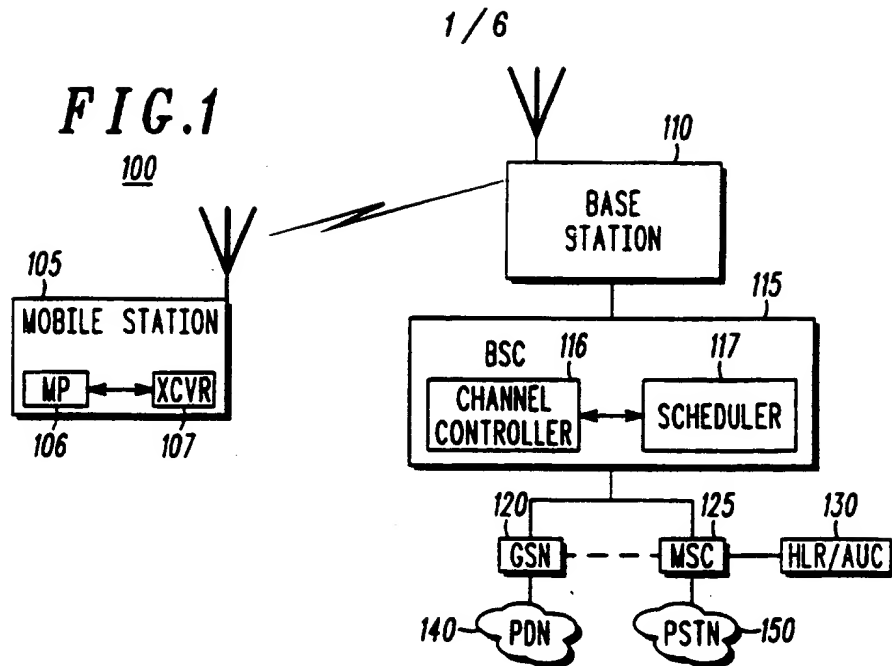 1/6
FIG.1
100
110
BASE
STATION
105
MOBILE STATION
MP
XCVR
106
107
115
BSC
116
117
CHANNEL
CONTROLLER
SCHEDULER
120
125
130
GSN
MSC
HLR/AUC
140
PDN
PSTN
150